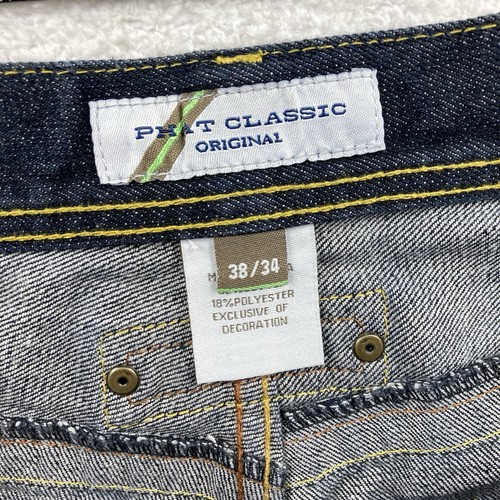 PHAT CLASSIC
ORIGINAL
38/34
18%POLYESTER
EXCLUSIVE OF
DECORATION